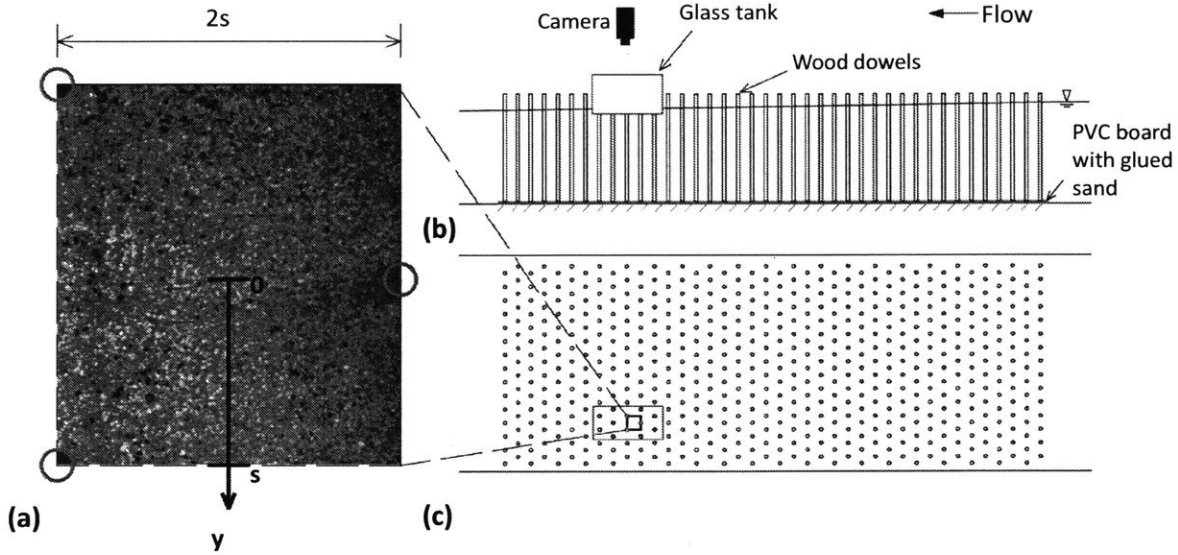 2s
0
s
y
(a)
Camera
Glass tank
Flow
Wood dowels
PVC board
with glued
sand
(b)
(c)